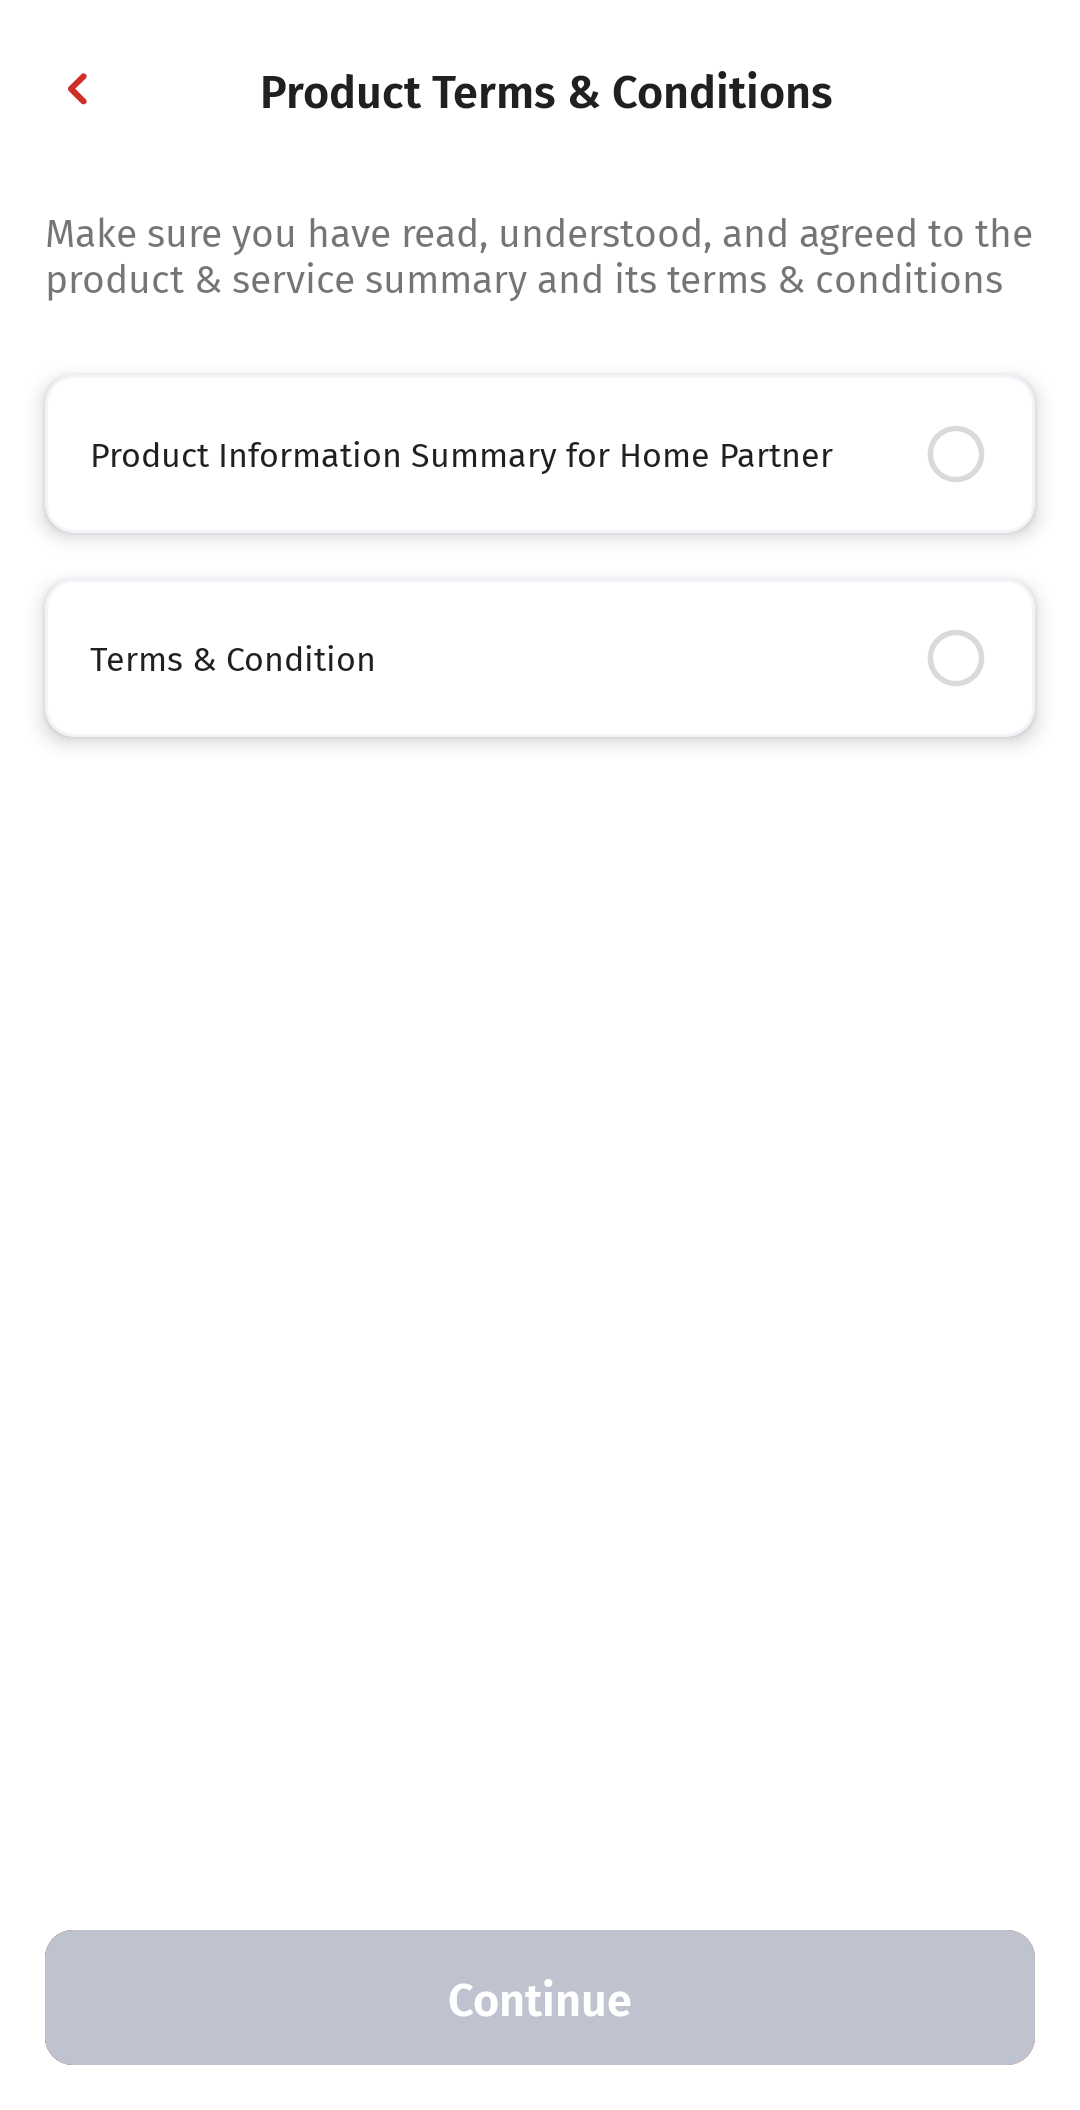 Product Terms & Conditions
Make sure you have read, understood, and agreed to the
product & service summary and its terms & conditions
Product Information Summary for Home Partner
Terms & Condition
Continue